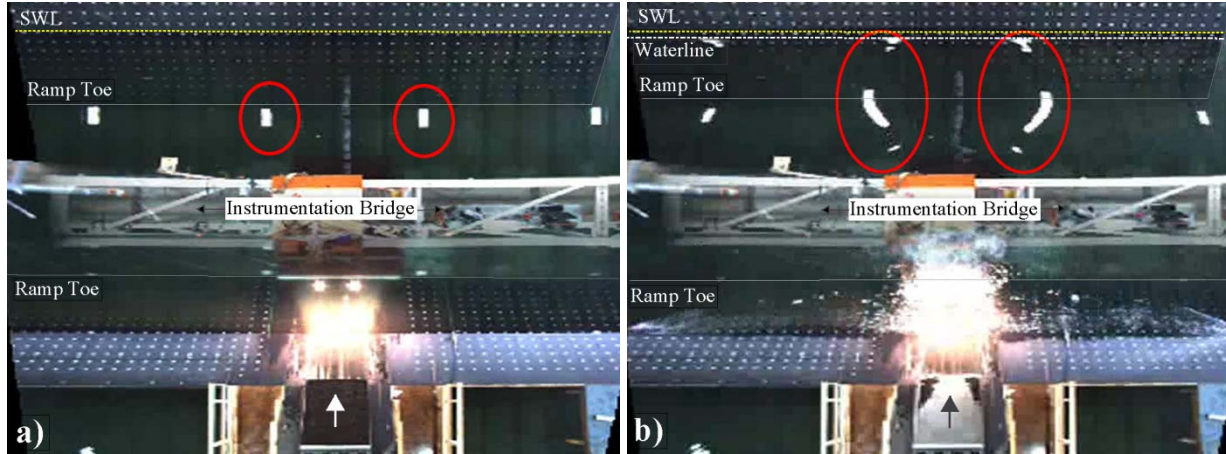 SWL
Ramp Toe
Instrumentation Bridge
Ramp Toe
a)
SWL
Waterline
Ramp Toe
Instrumentation Bridge
Ramp Toe
b)